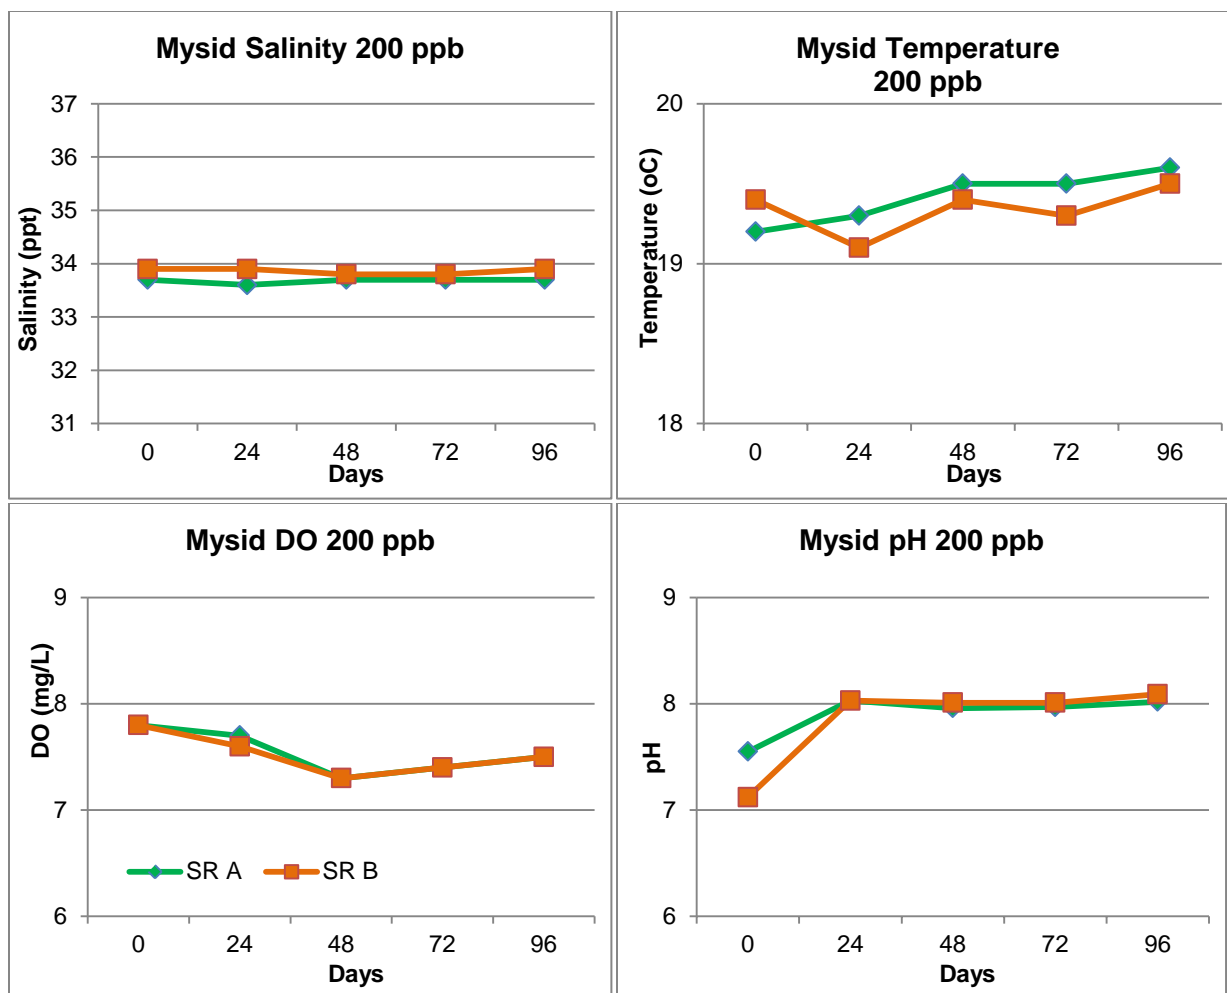 Mysid Salinity 200 ppb
37
36
35
34
33
32
31
Salinity (ppt)
0 24 48 72 96
Days
Mysid Temperature
200 ppb
20
19
18
Temperature (oC)
0 24 48 72 96
Days
Mysid DO 200 ppb
9
8
7
6
DO (mg/L)
SR A SR B
0 24 48 72 96
Days
Mysid pH 200 ppb
9
8
7
6
pH
0 24 48 72 96
Days